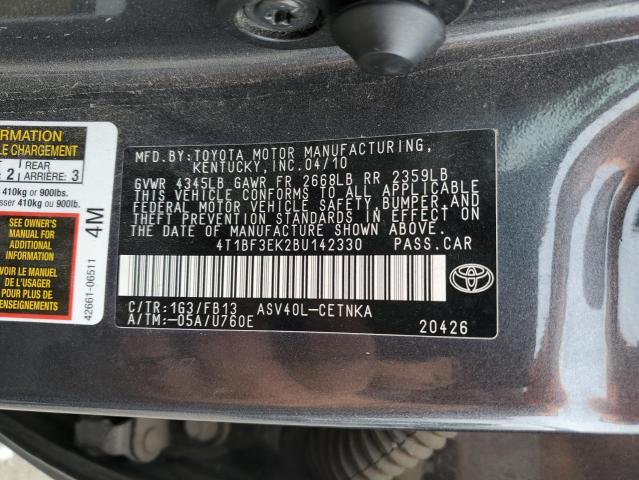 MFD.BY:TOYOTA MOTOR MANUFACTURING,
KENTUCKY, INC.04/10
GVWR 4345LB GAWR FR 2668LB RR 2359LB
THIS VEHICLE CONFORMS TO ALL APPLICABLE
FEDERAL MOTOR VEHICLE SAFETY, BUMPER, AND
THEFT PREVENTION STANDARDS IN EFFECT ON
THE DATE OF MANUFACTURE SHOWN ABOVE.
4T1BF3EK2BU142330 PASS.CAR
C/TR:1G3/FB13 ASV40L-CETNKA
A/TM:-05A/U760E 20426
TOYOTA
ORMATION
CHARGEMENT
2 REAR
ARRIÈRE: 3
410kg or 900lbs.
410kg ou 900lb.
SEE OWNER'S
MANUAL FOR
ADDITIONAL
INFORMATION
VOIR LE MANUEL
DE L'USAGER
POUR PLUS DE
RENSEIGNEMENTS
4M
42661-06511